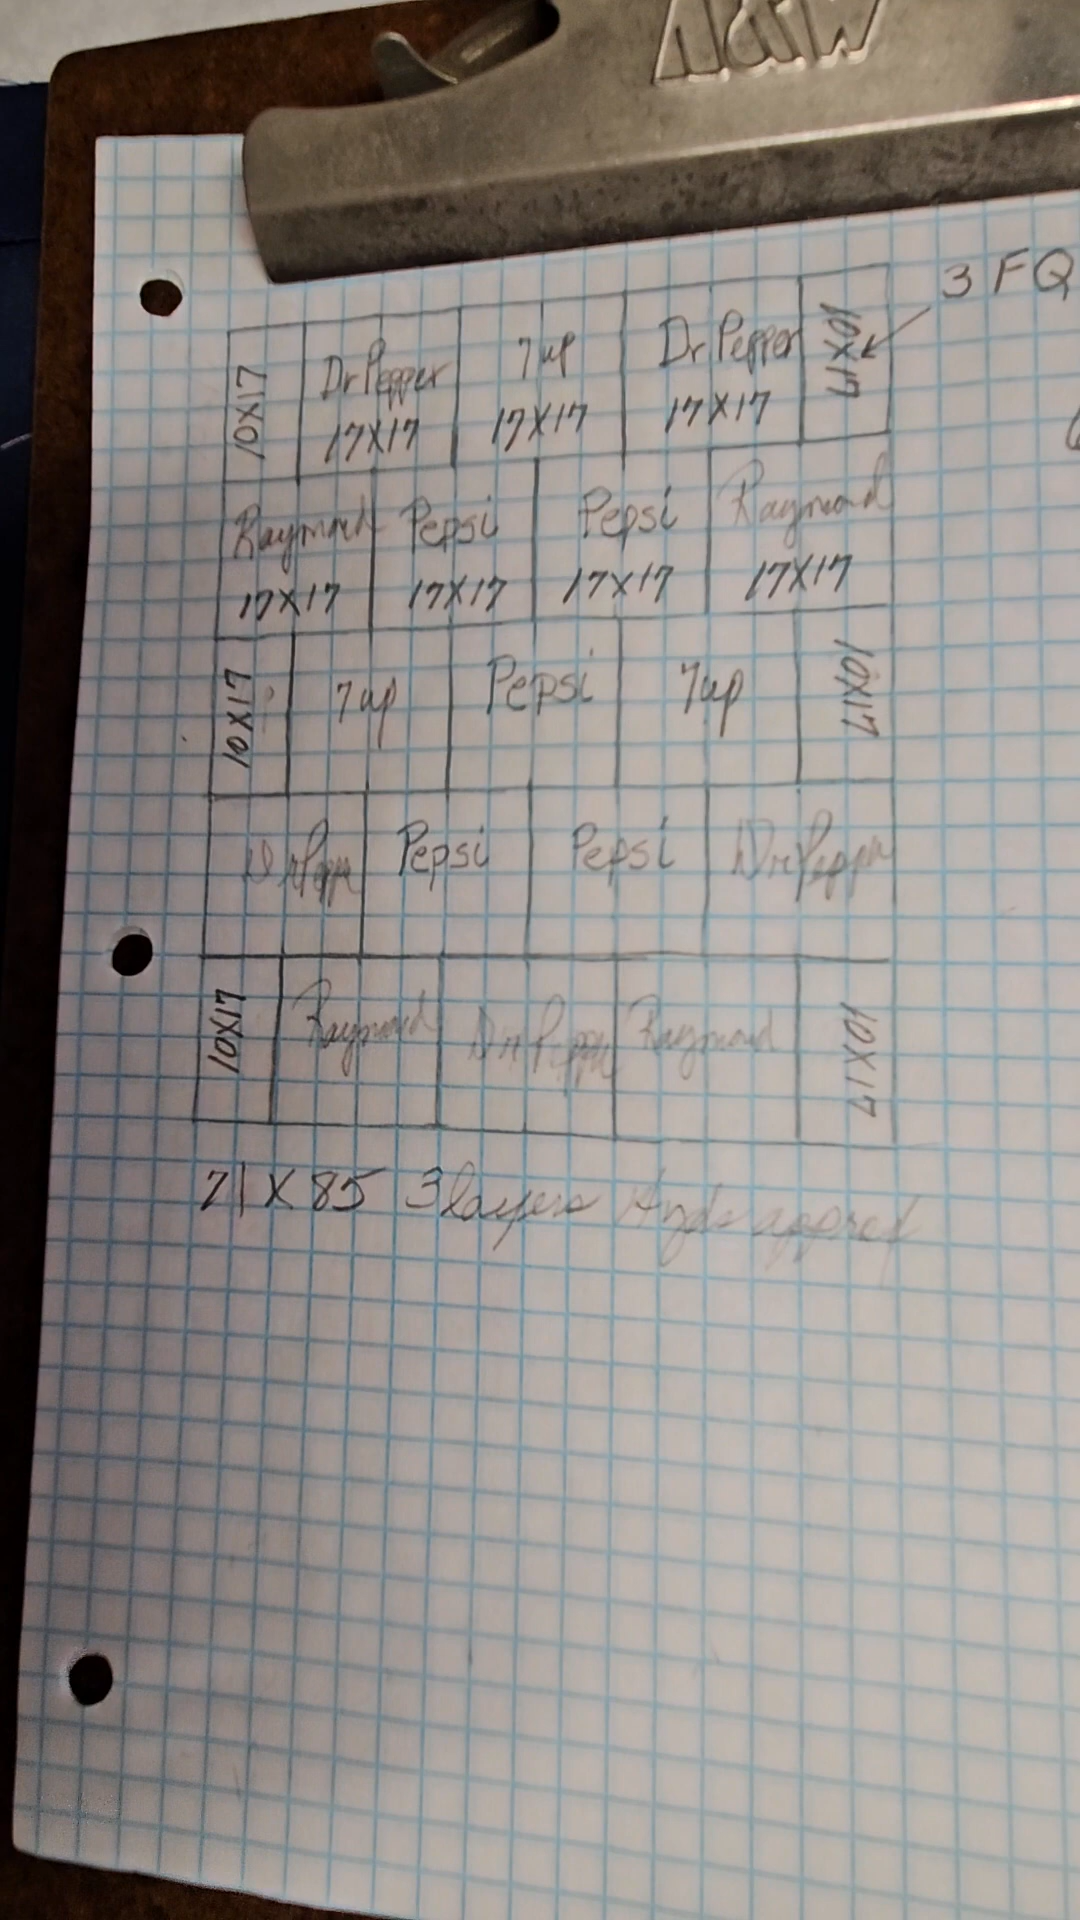 A&W
3 FQ
10X17 Dr Pepper 7up Dr Pepper 10X17
17X17 17X17 17X17
Raymond Pepsi Pepsi Raymond
17X17 17X17 17X17 17X17
10X17 7up Pepsi 7up 10X17
Dr Peppr Pepsi Pepsi Dr Pepper
10X17 Raymond Dr Pepper Raymond 10X17
71 X 85 3 layers